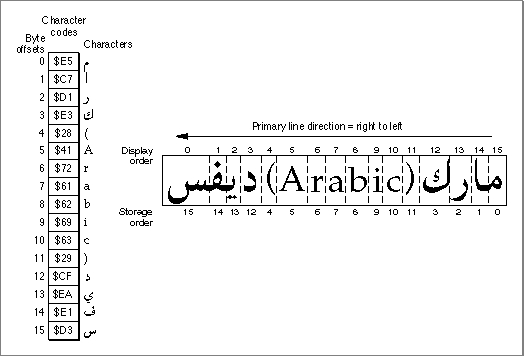 Character codes
Byte offsets
Characters
0 $E5 م
1 $C7 ا
2 $D1 ر
3 $E3 ك
4 $28 (
5 $41 A
6 $72 r
7 $61 a
8 $62 b
9 $69 i
10 $63 c
11 $29 )
12 $CF د
13 $EA ي
14 $E1 ف
15 $D3 س
Primary line direction = right to left
Display order 0 1 2 3 4 5 6 7 8 9 10 11 12 13 14 15
مارك(Arabic)ديفس
Storage order 15 14 13 12 4 5 6 7 8 9 10 11 3 2 1 0